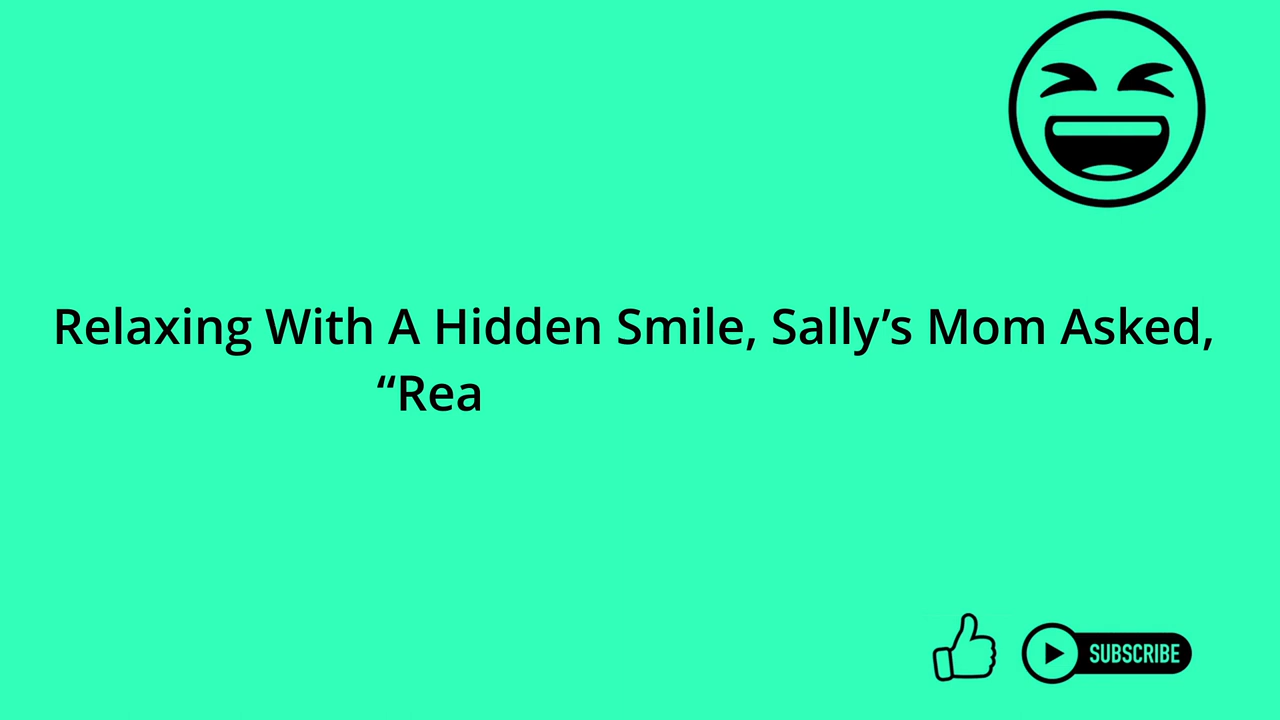 Relaxing With A Hidden Smile, Sally’s Mom Asked,
“Rea
SUBSCRIBE